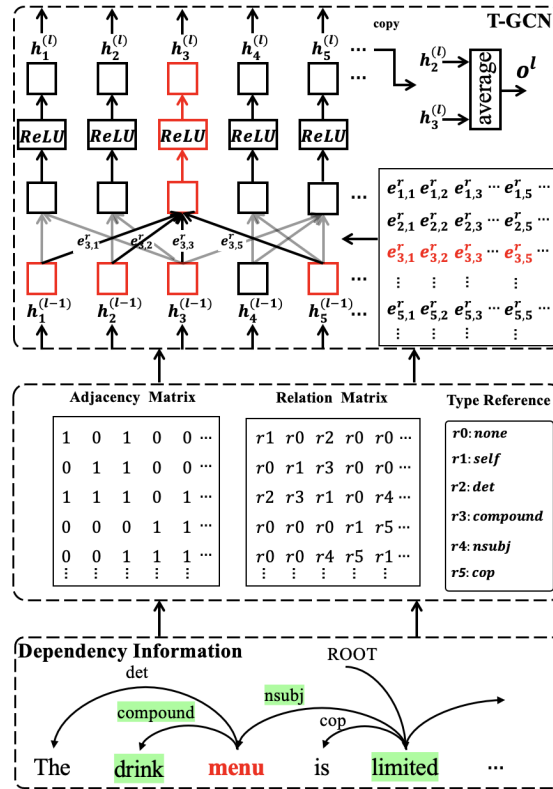 T-GCN
h_1^{(l)} h_2^{(l)} h_3^{(l)} h_4^{(l)} h_5^{(l)} ...
copy
h_2^{(l)}
h_3^{(l)}
average
o^l
...
ReLU ReLU ReLU ReLU ReLU
...
e^r_{3,1} e^r_{3,2} e^r_{3,3} e^r_{3,5}
e^r_{1,1} e^r_{1,2} e^r_{1,3} ... e^r_{1,5}
e^r_{2,1} e^r_{2,2} e^r_{2,3} ... e^r_{2,5}
e^r_{3,1} e^r_{3,2} e^r_{3,3} ... e^r_{3,5}
⋮ ⋮ ⋮ ⋮
e^r_{5,1} e^r_{5,2} e^r_{5,3} ... e^r_{5,5}
⋮ ⋮ ⋮ ⋮
...
h_1^{(l-1)} h_2^{(l-1)} h_3^{(l-1)} h_4^{(l-1)} h_5^{(l-1)} ...
Adjacency Matrix
1 0 1 0 0 ...
0 1 1 0 0 ...
1 1 1 0 1 ...
0 0 0 1 1 ...
0 0 1 1 1 ...
⋮ ⋮ ⋮ ⋮ ⋮
Relation Matrix
r1 r0 r2 r0 r0 ...
r0 r1 r3 r0 r0 ...
r2 r3 r1 r0 r4 ...
r0 r0 r0 r1 r5 ...
r0 r0 r4 r5 r1 ...
⋮ ⋮ ⋮ ⋮ ⋮
Type Reference
r0: none
r1: self
r2: det
r3: compound
r4: nsubj
r5: cop
Dependency Information
ROOT
det
nsubj
compound
cop
The drink menu is limited ...